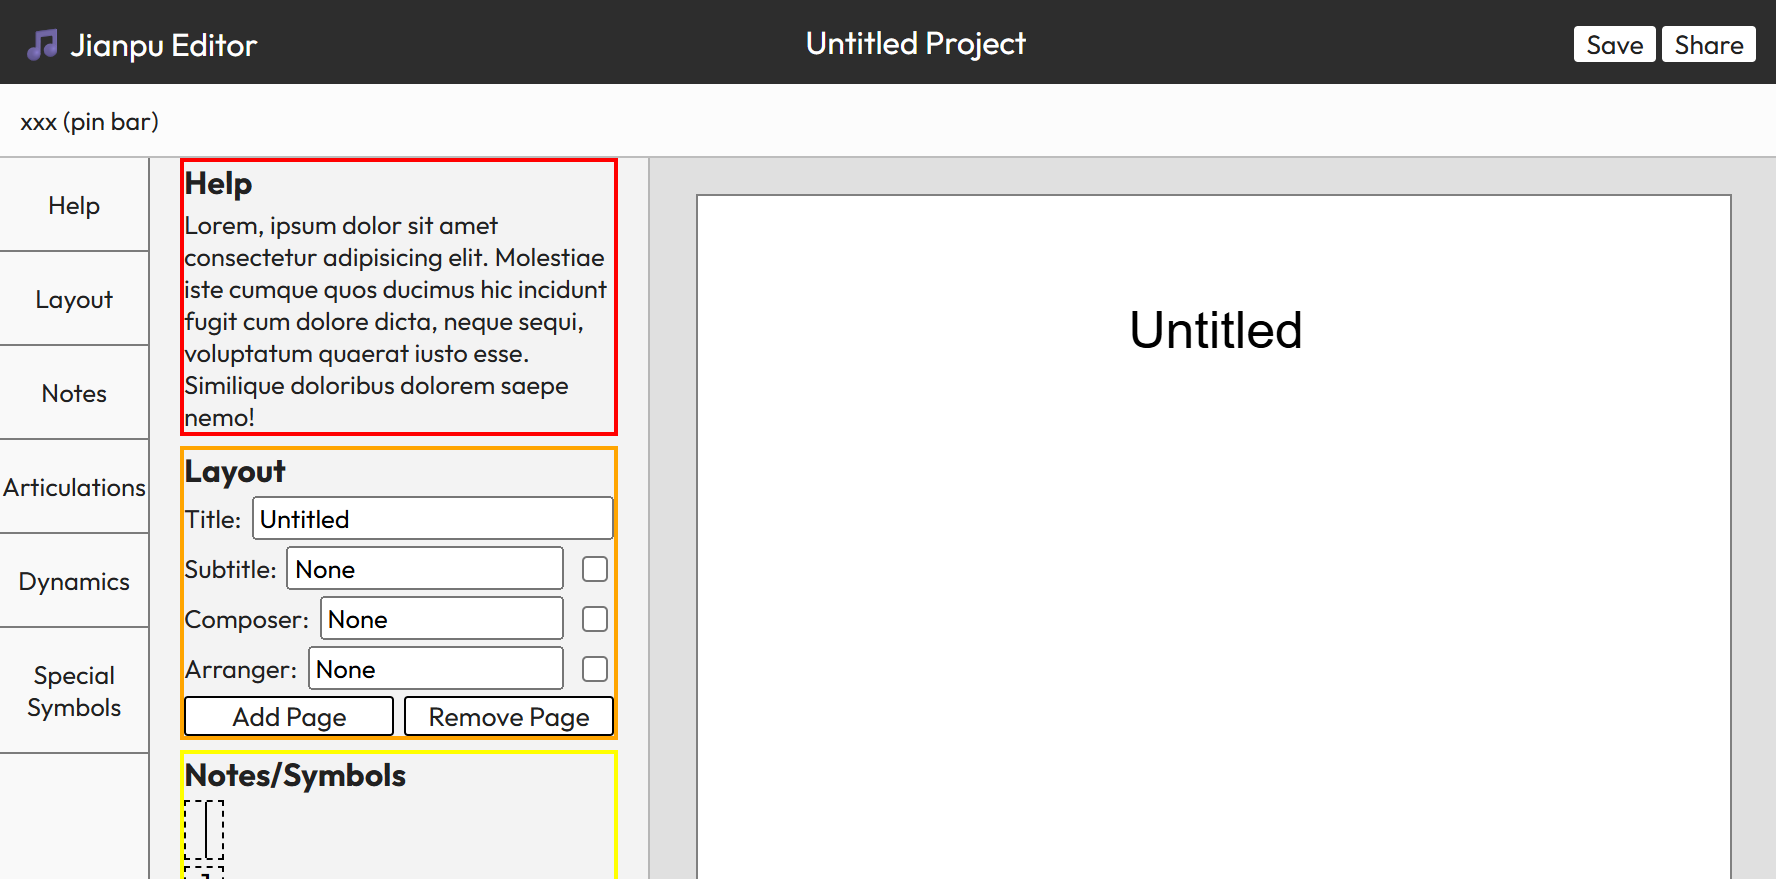 Jianpu Editor
Untitled Project
Save
Share
xxx (pin bar)
Help
Layout
Notes
Articulations
Dynamics
Special
Symbols
Help
Lorem, ipsum dolor sit amet
consectetur adipisicing elit. Molestiae
iste cumque quos ducimus hic incidunt
fugit cum dolore dicta, neque sequi,
voluptatum quaerat iusto esse.
Similique doloribus dolorem saepe
nemo!
Layout
Title: Untitled
Subtitle: None
Composer: None
Arranger: None
Add Page
Remove Page
Notes/Symbols
Untitled